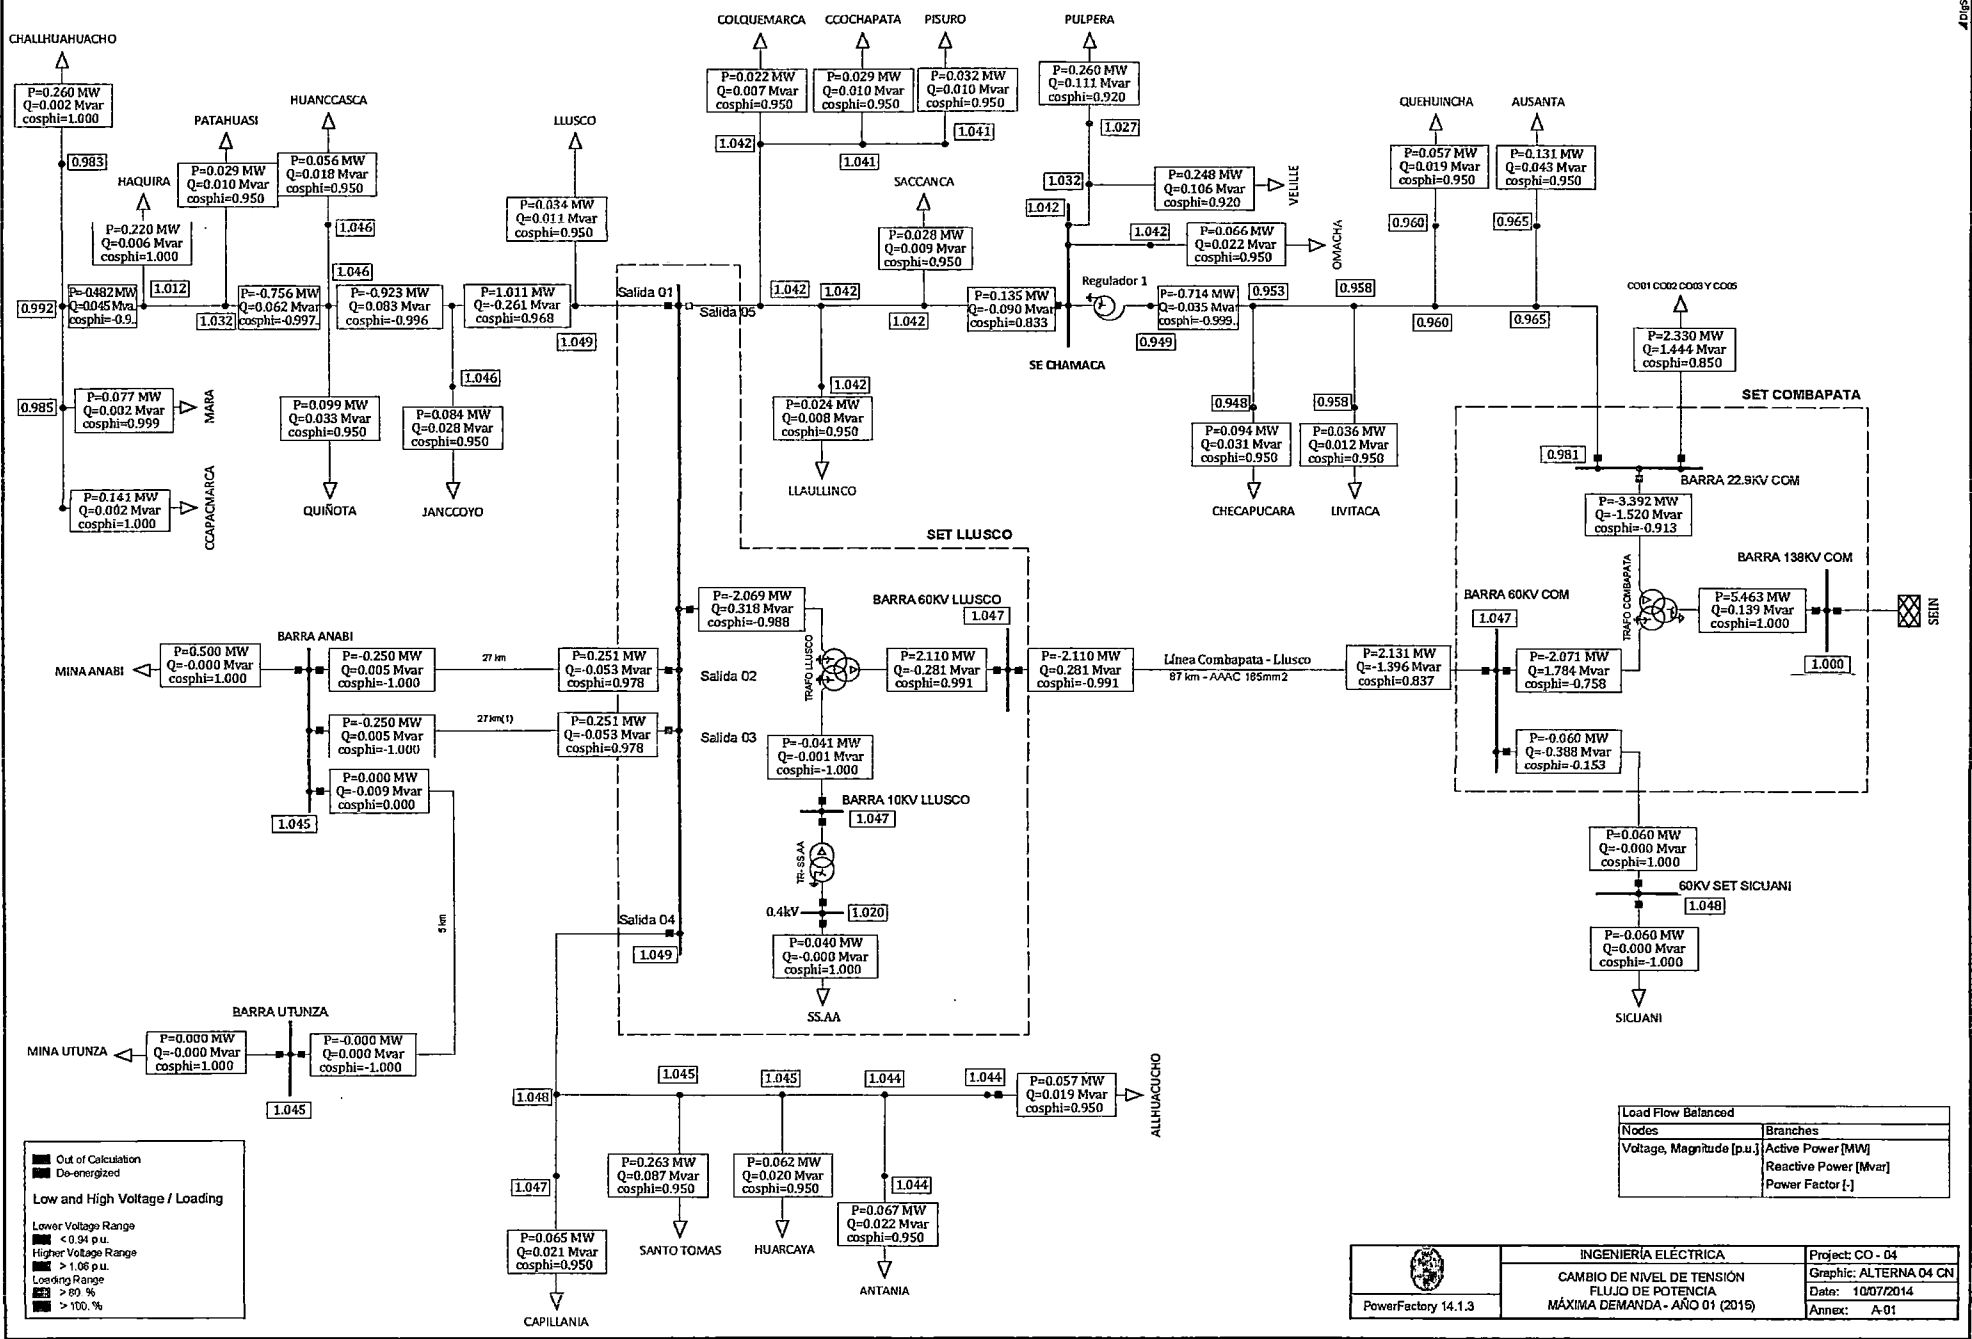 COLQUEMARCA
CCOCHAPATA
PISURO
PULPERA
CHALLHUAHUACHO
P=0.022 MW
Q=0.007 Mvar
cosphi=0.950
P=0.029 MW
Q=0.010 Mvar
cosphi=0.950
P=0.032 MW
Q=0.010 Mvar
cosphi=0.950
P=0.260 MW
Q=0.111 Mvar
cosphi=0.920
P=0.260 MW
Q=0.002 Mvar
cosphi=1.000
HUANCCASCA
QUEHUINCHA
AUSANTA
PATAHUASI
LLUSCO
1.042
1.041
1.041
1.027
0.983
HAQUIRA
P=0.029 MW
Q=0.010 Mvar
cosphi=0.950
P=0.056 MW
Q=0.018 Mvar
cosphi=0.950
SACCANCA
1.032
P=0.248 MW
Q=0.106 Mvar
cosphi=0.920
VELILLE
P=0.057 MW
Q=0.019 Mvar
cosphi=0.950
P=0.131 MW
Q=0.043 Mvar
cosphi=0.950
P=0.220 MW
Q=0.006 Mvar
cosphi=1.000
1.046
P=0.034 MW
Q=0.011 Mvar
cosphi=0.950
P=0.028 MW
Q=0.009 Mvar
cosphi=0.950
1.042
1.042
P=0.066 MW
Q=0.022 Mvar
cosphi=0.950
OMACHA
0.960
0.965
1.046
Salida 01
Regulador 1
CO01 CO02 CO03 Y CO05
0.992
P=-0.482 MW
Q=0.045 Mva
cosphi=-0.9
1.012
1.032
P=-0.756 MW
Q=0.062 Mvar
cosphi=-0.997
P=-0.923 MW
Q=0.083 Mvar
cosphi=-0.996
P=1.011 MW
Q=-0.261 MW
cosphi=0.968
1.049
Salida 05
1.042
1.042
1.042
P=0.135 MW
Q=-0.090 Mvar
cosphi=0.833
P=-0.714 MW
Q=-0.035 Mvar
cosphi=-0.999
0.949
0.953
0.958
0.960
0.965
P=2.330 MW
Q=1.444 Mvar
cosphi=0.850
SE CHAMACA
SET COMBAPATA
1.046
1.042
0.948
0.958
0.985
P=0.077 MW
Q=0.002 Mvar
cosphi=0.999
MARA
P=0.099 MW
Q=0.033 Mvar
cosphi=0.950
P=0.084 MW
Q=0.028 Mvar
cosphi=0.950
P=0.024 MW
Q=0.008 Mvar
cosphi=0.950
P=0.094 MW
Q=0.031 Mvar
cosphi=0.950
P=0.036 MW
Q=0.012 Mvar
cosphi=0.950
0.981
BARRA 22.9KV COM
LLAULLINCO
P=0.141 MW
Q=0.002 Mvar
cosphi=1.000
CCAPACMARCA
QUIÑOTA
JANCCOYO
CHECAPUCARA
LIVITACA
P=-3.392 MW
Q=-1.520 Mvar
cosphi=-0.913
SET LLUSCO
BARRA 138KV COM
P=-2.069 MW
Q=0.318 Mvar
cosphi=-0.988
BARRA 60KV LLUSCO
1.047
BARRA 60KV COM
1.047
TRAFO COMBAPATA
P=5.463 MW
Q=0.139 Mvar
cosphi=1.000
SEIN
1.000
BARRA ANABI
MINA ANABI
P=0.500 MW
Q=-0.000 Mvar
cosphi=1.000
P=-0.250 MW
Q=0.005 Mvar
cosphi=-1.000
27 km
P=0.251 MW
Q=-0.053 Mvar
cosphi=0.978
Salida 02
TRAFO LLUSCO
P=2.110 MW
Q=-0.281 Mvar
cosphi=0.991
P=-2.110 MW
Q=0.281 Mvar
cosphi=-0.991
Línea Combapata - Llusco
87 km - AAAC 185mm2
P=2.131 MW
Q=-1.396 Mvar
cosphi=0.837
P=-2.071 MW
Q=1.784 Mvar
cosphi=-0.758
P=-0.250 MW
Q=0.005 Mvar
cosphi=-1.000
27 km(1)
P=0.251 MW
Q=-0.053 Mvar
cosphi=0.978
Salida 03
P=-0.041 MW
Q=-0.001 Mvar
cosphi=-1.000
P=-0.060 MW
Q=-0.388 Mvar
cosphi=-0.153
P=0.000 MW
Q=-0.009 Mvar
cosphi=0.000
1.045
BARRA 10KV LLUSCO
1.047
TR-SS.AA
P=0.060 MW
Q=-0.000 Mvar
cosphi=1.000
60KV SET SICUANI
1.048
5 km
Salida 04
1.049
0.4kV
1.020
P=0.040 MW
Q=-0.000 Mvar
cosphi=1.000
SS.AA
P=-0.060 MW
Q=0.000 Mvar
cosphi=-1.000
SICUANI
BARRA UTUNZA
MINA UTUNZA
P=0.000 MW
Q=-0.000 Mvar
cosphi=1.000
P=-0.000 MW
Q=0.000 Mvar
cosphi=-1.000
1.045
1.048
1.045
1.045
1.044
1.044
P=0.057 MW
Q=0.019 Mvar
cosphi=0.950
ALLHUACUCHO
1.047
P=0.263 MW
Q=0.087 Mvar
cosphi=0.950
P=0.062 MW
Q=0.020 Mvar
cosphi=0.950
1.044
P=0.067 MW
Q=0.022 Mvar
cosphi=0.950
P=0.065 MW
Q=0.021 Mvar
cosphi=0.950
SANTO TOMAS
HUARCAYA
ANTANIA
CAPILLANIA
Out of Calculation
De-energized
Low and High Voltage / Loading
Lower Voltage Range
< 0.94 p.u.
Higher Voltage Range
> 1.06 p.u.
Loading Range
> 80. %
> 100. %
Load Flow Balanced
Nodes
Branches
Voltage, Magnitude [p.u.]
Active Power [MW]
Reactive Power [Mvar]
Power Factor [-]
PowerFactory 14.1.3
INGENIERÍA ELÉCTRICA
CAMBIO DE NIVEL DE TENSIÓN
FLUJO DE POTENCIA
MÁXIMA DEMANDA - AÑO 01 (2015)
Project: CO - 04
Graphic: ALTERNA 04 CN
Date: 10/07/2014
Annex: A-01